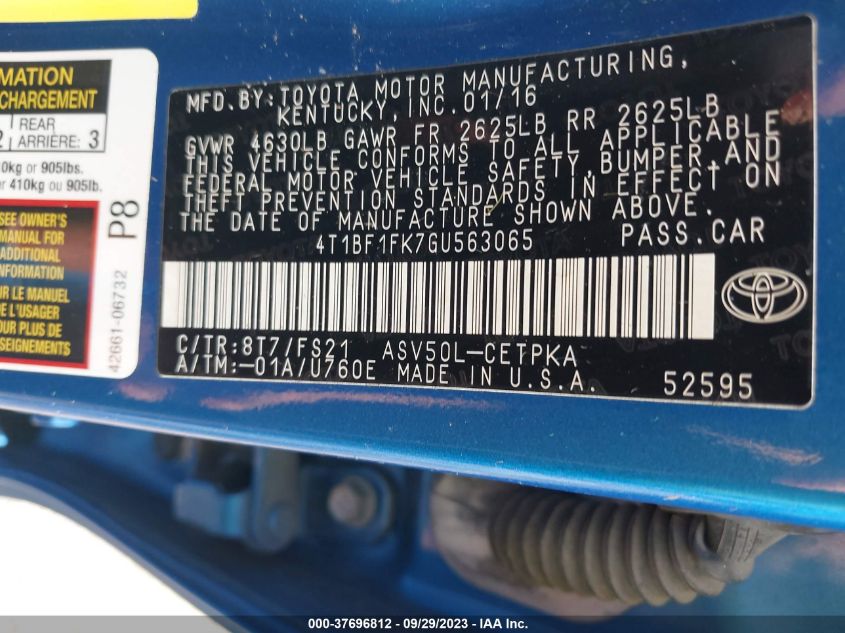 MATION
CHARGEMENT
2 REAR ARRIÈRE: 3
kg or 905lbs.
er 410kg ou 905lb.
SEE OWNER'S
MANUAL FOR
ADDITIONAL
INFORMATION
LE MANUEL
DE L'USAGER
POUR PLUS DE
P8
42661-06732
MFD. BY: TOYOTA MOTOR MANUFACTURING,
KENTUCKY, INC. 01/16
GVWR 4630LB GAWR FR 2625LB RR 2625LB
THIS VEHICLE CONFORMS TO ALL APPLICABLE
FEDERAL MOTOR VEHICLE SAFETY, BUMPER, AND
THEFT PREVENTION STANDARDS IN EFFECT ON
THE DATE OF MANUFACTURE SHOWN ABOVE.
4T1BF1FK7GU563065 PASS. CAR
C/TR: 8T7/FS21 ASV50L-CETPKA
A/TM: -01A/U760E MADE IN U.S.A. 52595
000-37696812 - 09/29/2023 - IAA Inc.